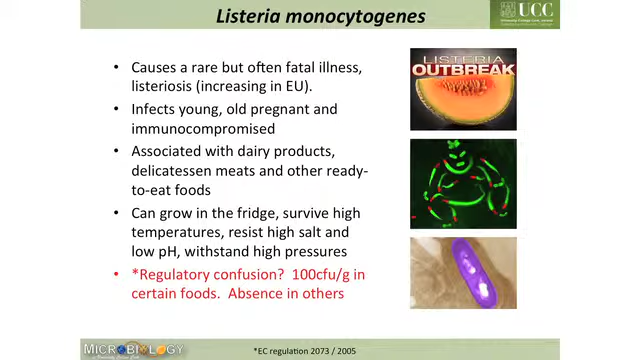 Listeria monocytogenes
UCC
• Causes a rare but often fatal illness,
listeriosis (increasing in EU).
• Infects young, old pregnant and
immunocompromised
• Associated with dairy products,
delicatessen meats and other ready-
to-eat foods
• Can grow in the fridge, survive high
temperatures, resist high salt and
low pH, withstand high pressures
• *Regulatory confusion? 100cfu/g in
certain foods. Absence in others
LISTERIA
OUTBREAK
MICROBIOLOGY
*EC regulation 2073 / 2005